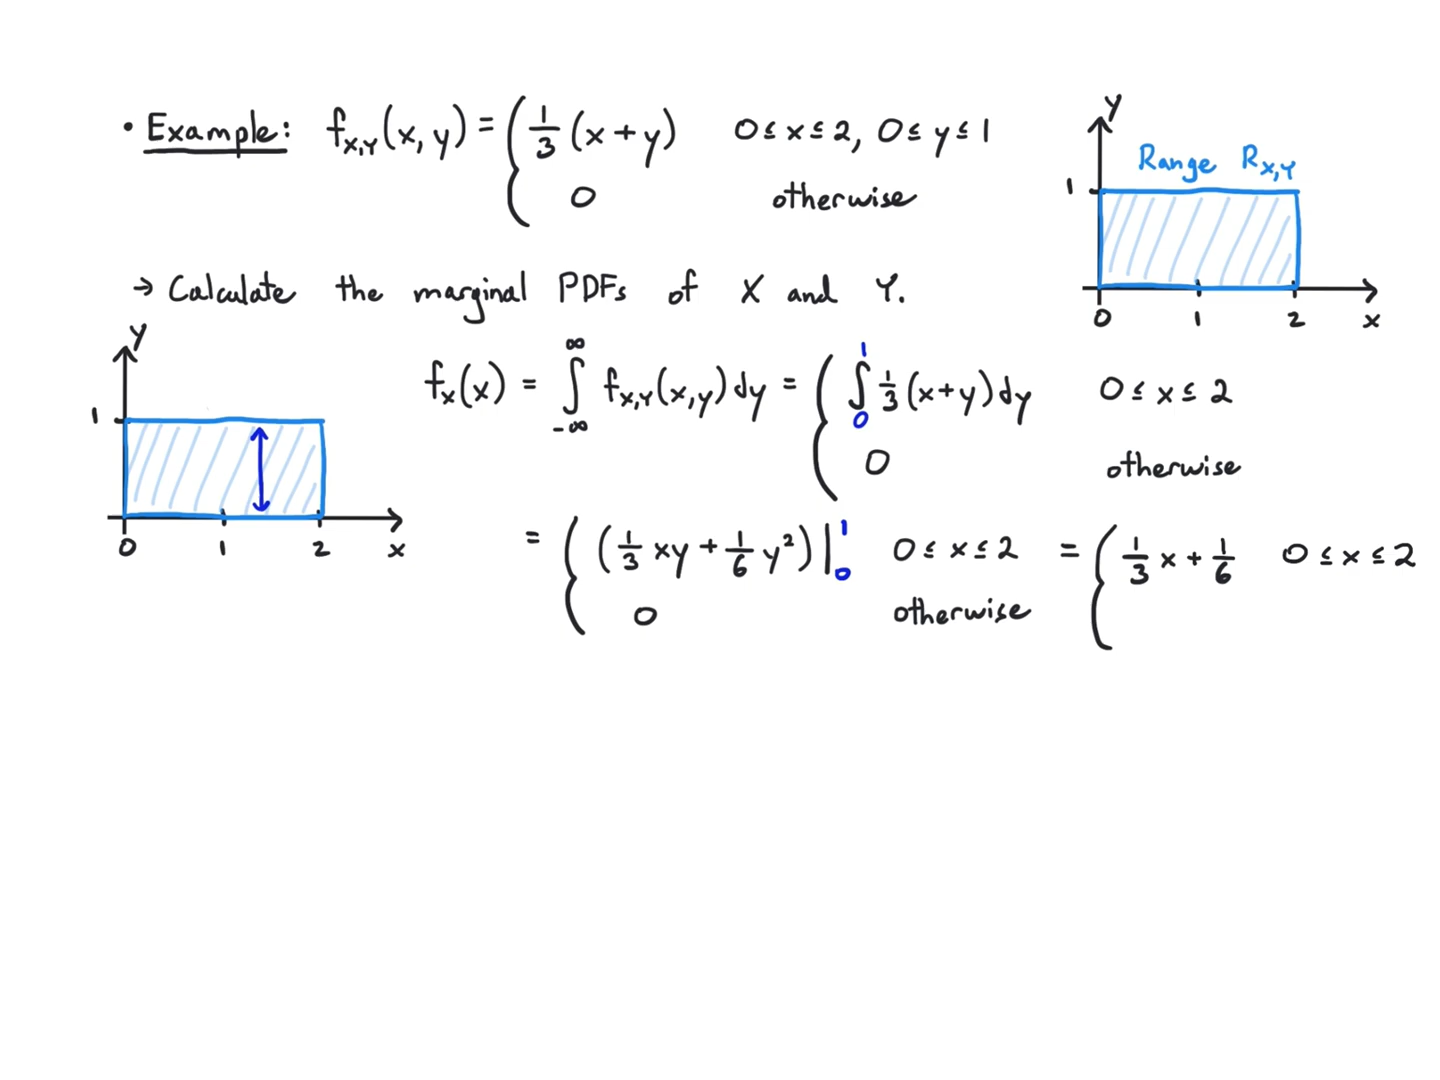 • Example: f_{X,Y}(x, y) = { 1/3 (x + y)   0 ≤ x ≤ 2, 0 ≤ y ≤ 1
0   otherwise
y
Range R_{X,Y}
1
0 1 2 x
→ Calculate the marginal PDFs of X and Y.
y
1
0 1 2 x
f_X(x) = ∫_{-∞}^{∞} f_{X,Y}(x,y) dy = { ∫_0^1 1/3 (x+y) dy   0 ≤ x ≤ 2
0   otherwise
= { (1/3 xy + 1/6 y²)|_0^1   0 ≤ x ≤ 2 = { 1/3 x + 1/6   0 ≤ x ≤ 2
0   otherwise